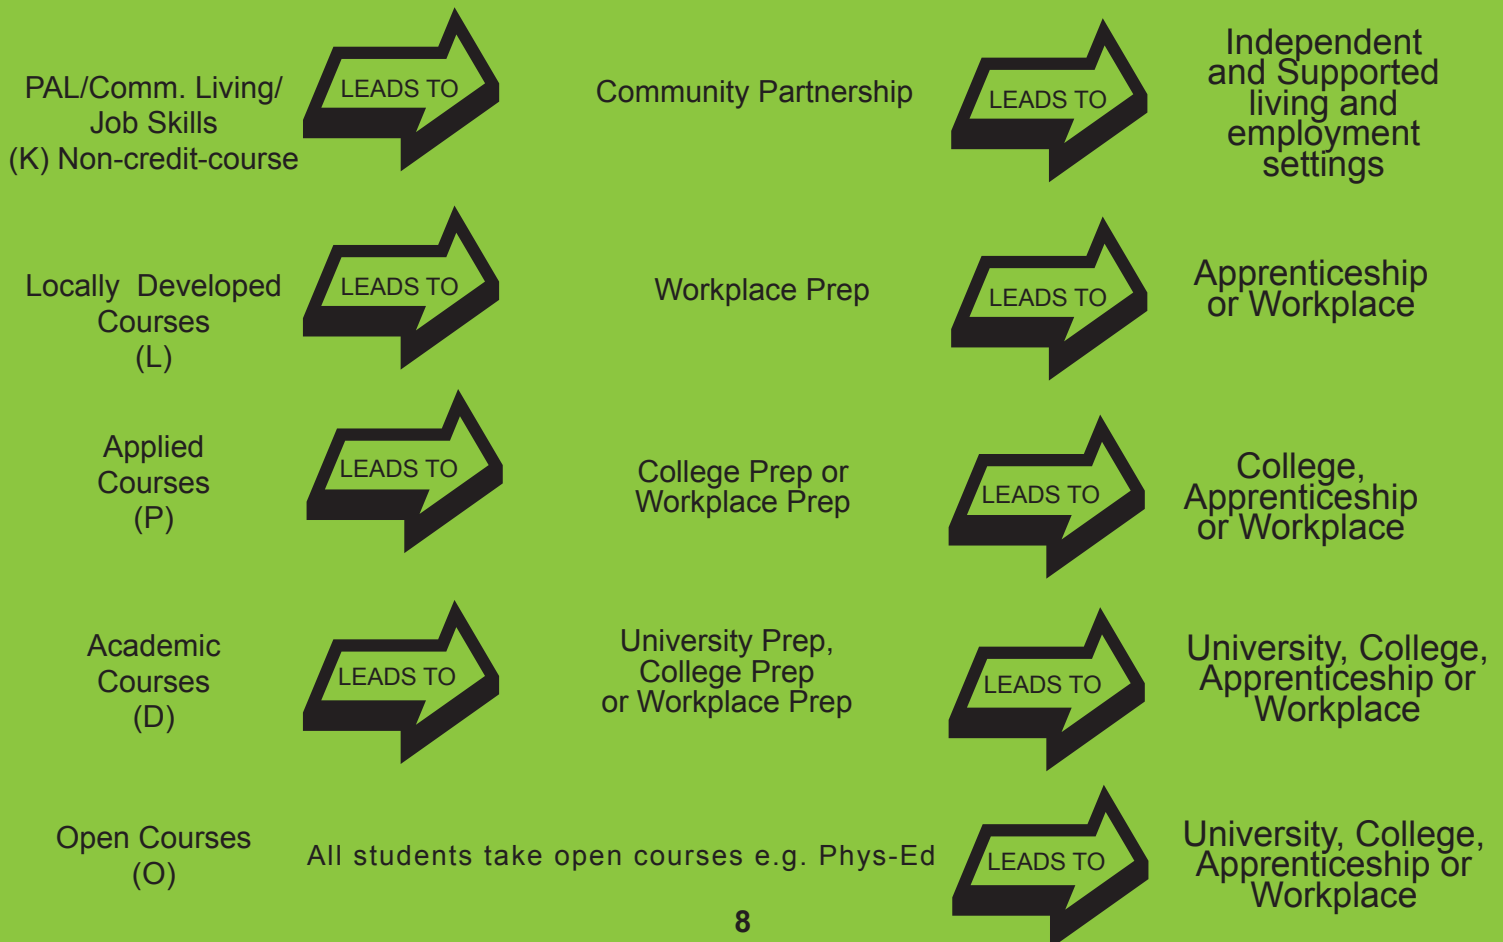 PAL/Comm. Living/
Job Skills
(K) Non-credit-course
LEADS TO
Community Partnership
LEADS TO
Independent
and Supported
living and
employment
settings
Locally Developed
Courses
(L)
LEADS TO
Workplace Prep
LEADS TO
Apprenticeship
or Workplace
Applied
Courses
(P)
LEADS TO
College Prep or
Workplace Prep
LEADS TO
College,
Apprenticeship
or Workplace
Academic
Courses
(D)
LEADS TO
University Prep,
College Prep
or Workplace Prep
LEADS TO
University, College,
Apprenticeship or
Workplace
Open Courses
(O)
All students take open courses e.g. Phys-Ed
LEADS TO
University, College,
Apprenticeship or
Workplace
8